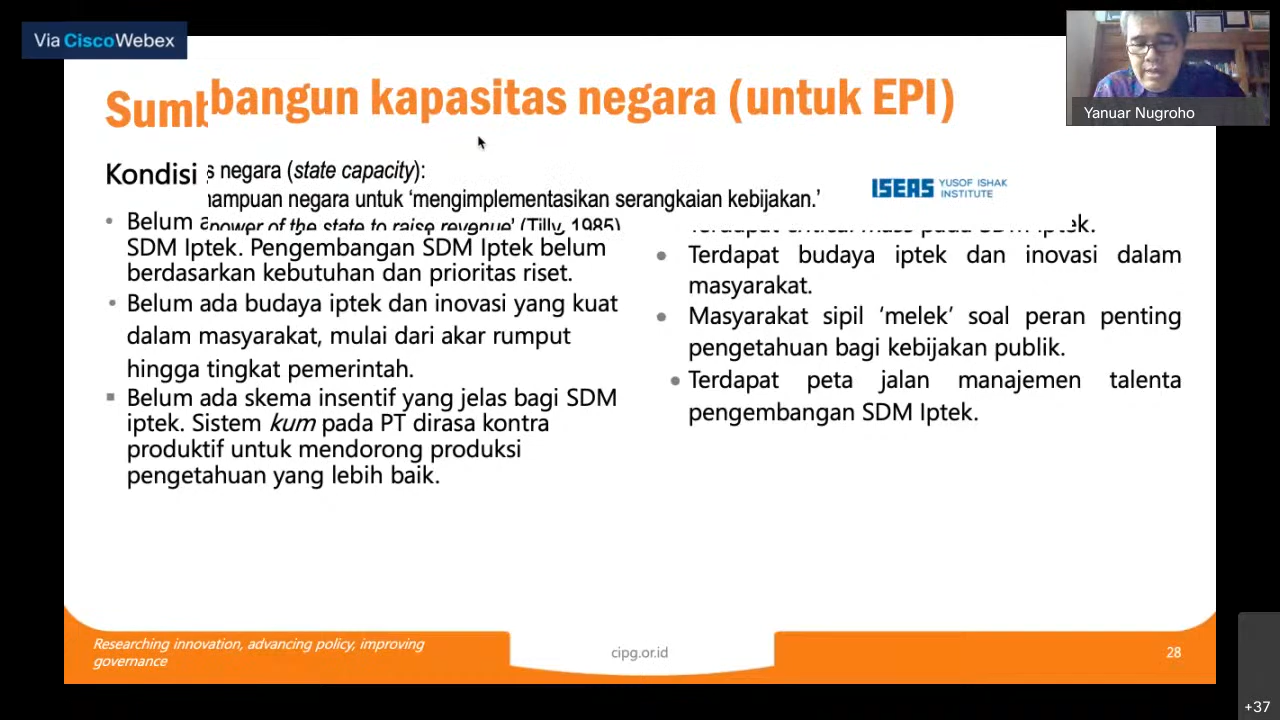 Via CiscoWebex
Yanuar Nugroho
bangun kapasitas negara (untuk EPI)
Kondisi
negara (state capacity):
negara untuk ‘mengimplementasikan serangkaian kebijakan.’
ISEAS YUSOF ISHAK
INSTITUTE
Belum
power of the state to raise revenue’ (Tilly, 1985)
SDM Iptek. Pengembangan SDM Iptek belum
berdasarkan kebutuhan dan prioritas riset.
• Belum ada budaya iptek dan inovasi yang kuat
dalam masyarakat, mulai dari akar rumput
hingga tingkat pemerintah.
▪ Belum ada skema insentif yang jelas bagi SDM
iptek. Sistem kum pada PT dirasa kontra
produktif untuk mendorong produksi
pengetahuan yang lebih baik.
Terdapat critical mass pada SDM Iptek.
• Terdapat budaya iptek dan inovasi dalam
masyarakat.
• Masyarakat sipil ‘melek’ soal peran penting
pengetahuan bagi kebijakan publik.
• Terdapat peta jalan manajemen talenta
pengembangan SDM Iptek.
Researching innovation, advancing policy, improving
governance
cipg.or.id
28
+37